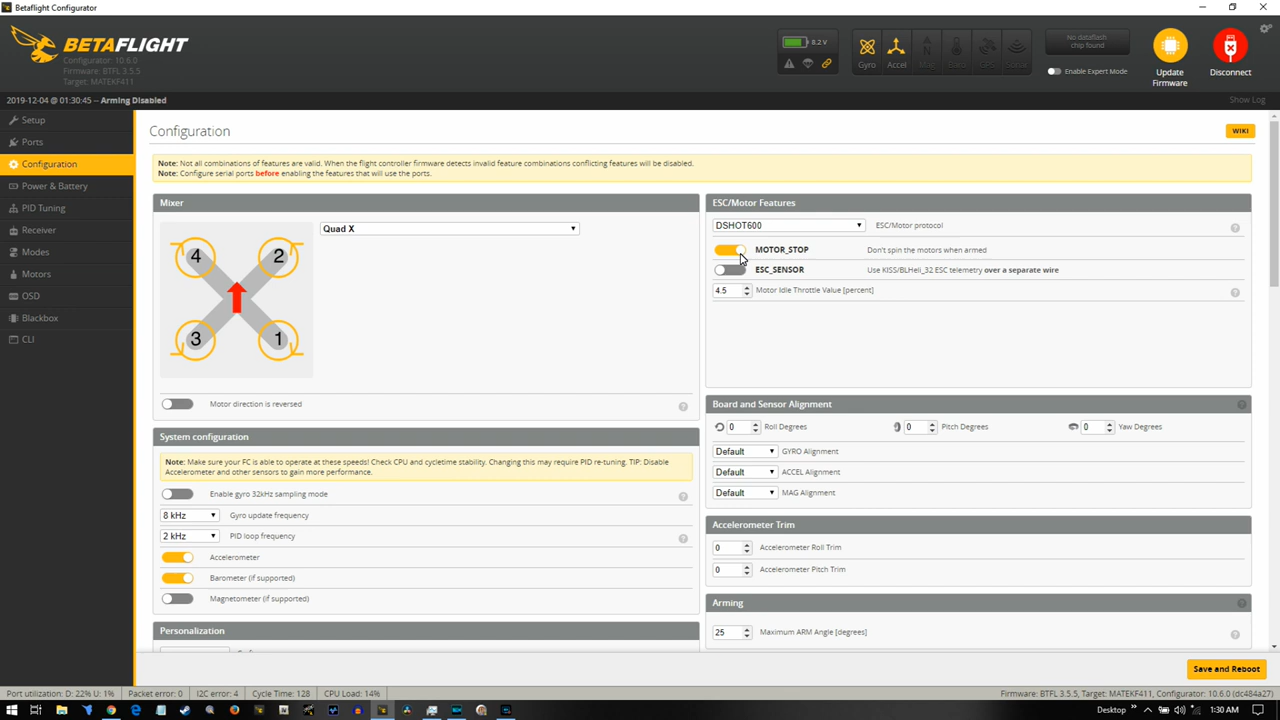 Betaflight Configurator
BETAFLIGHT
Configurator: 10.6.0
Firmware: BTFL 3.5.5
Target: MATEKF411
8.2 V
Gyro
Accel
Mag
Baro
GPS
Sonar
No dataflash
chip found
Enable Expert Mode
Update
Firmware
Disconnect
2019-12-04 @ 01:30:45 -- Arming Disabled
Show Log
Setup
Ports
Configuration
Power & Battery
PID Tuning
Receiver
Modes
Motors
OSD
Blackbox
CLI
Configuration
WIKI
Note: Not all combinations of features are valid. When the flight controller firmware detects invalid feature combinations conflicting features will be disabled.
Note: Configure serial ports before enabling the features that will use the ports.
Mixer
4
2
3
1
Quad X
Motor direction is reversed
?
System configuration
Note: Make sure your FC is able to operate at these speeds! Check CPU and cycletime stability. Changing this may require PID re-tuning. TIP: Disable
Accelerometer and other sensors to gain more performance.
Enable gyro 32kHz sampling mode
?
8 kHz
Gyro update frequency
2 kHz
PID loop frequency
?
Accelerometer
Barometer (if supported)
Magnetometer (if supported)
Personalization
ESC/Motor Features
DSHOT600
ESC/Motor protocol
?
MOTOR_STOP
Don't spin the motors when armed
ESC_SENSOR
Use KISS/BLHeli_32 ESC telemetry over a separate wire
4.5
Motor Idle Throttle Value [percent]
?
Board and Sensor Alignment
?
0
Roll Degrees
0
Pitch Degrees
0
Yaw Degrees
Default
GYRO Alignment
Default
ACCEL Alignment
Default
MAG Alignment
Accelerometer Trim
0
Accelerometer Roll Trim
0
Accelerometer Pitch Trim
Arming
?
25
Maximum ARM Angle [degrees]
?
Save and Reboot
Port utilization: D: 22% U: 1%
Packet error: 0
I2C error: 4
Cycle Time: 128
CPU Load: 14%
Firmware: BTFL 3.5.5, Target: MATEKF411, Configurator: 10.6.0 (dc484a27)
Desktop
1:30 AM